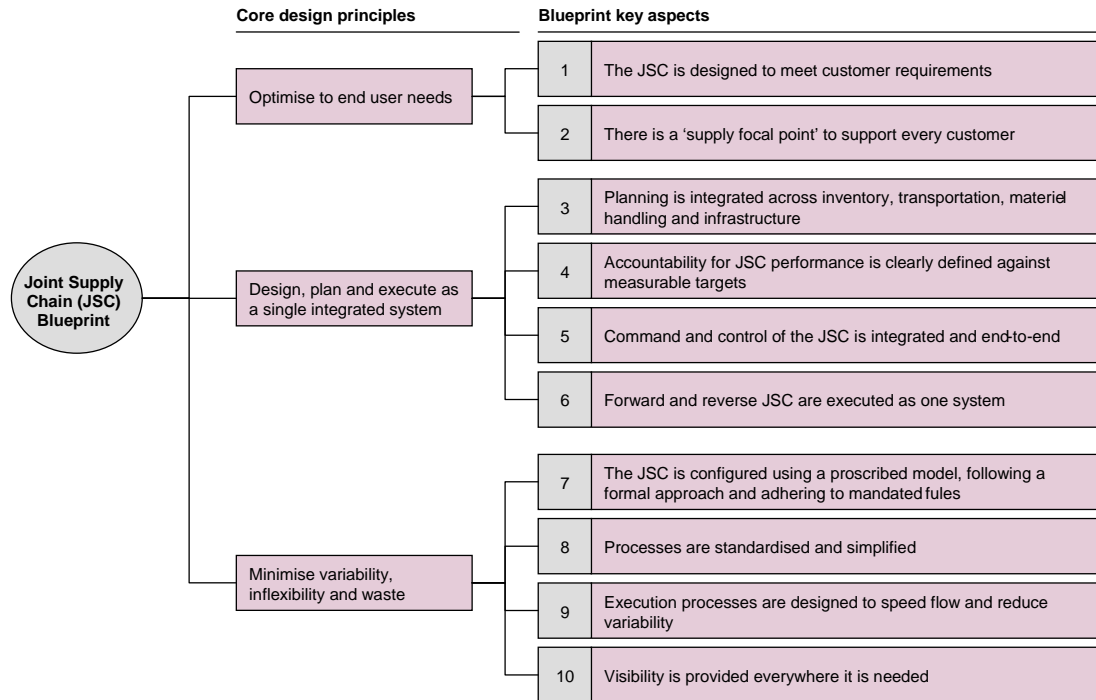 Core design principles
Blueprint key aspects
Joint Supply
Chain (JSC)
Blueprint
Optimise to end user needs
1
The JSC is designed to meet customer requirements
2
There is a ‘supply focal point’ to support every customer
Design, plan and execute as
a single integrated system
3
Planning is integrated across inventory, transportation, materiel
handling and infrastructure
4
Accountability for JSC performance is clearly defined against
measurable targets
5
Command and control of the JSC is integrated and end-to-end
6
Forward and reverse JSC are executed as one system
Minimise variability,
inflexibility and waste
7
The JSC is configured using a proscribed model, following a
formal approach and adhering to mandated fules
8
Processes are standardised and simplified
9
Execution processes are designed to speed flow and reduce
variability
10
Visibility is provided everywhere it is needed